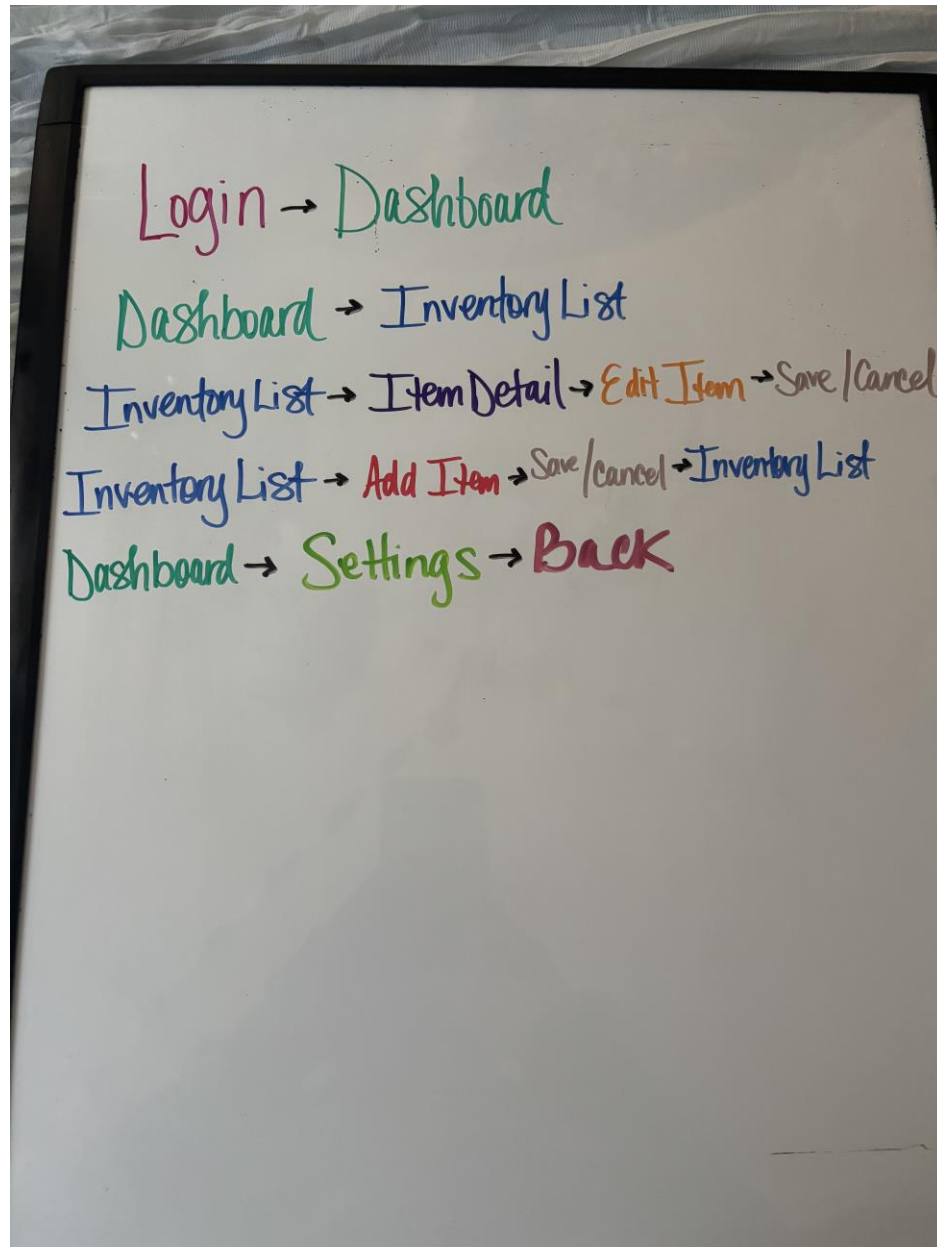 Login → Dashboard
Dashboard → Inventory List
Inventory List → Item Detail → Edit Item → Save/Cancel
Inventory List → Add Item → Save/Cancel → Inventory List
Dashboard → Settings → Back